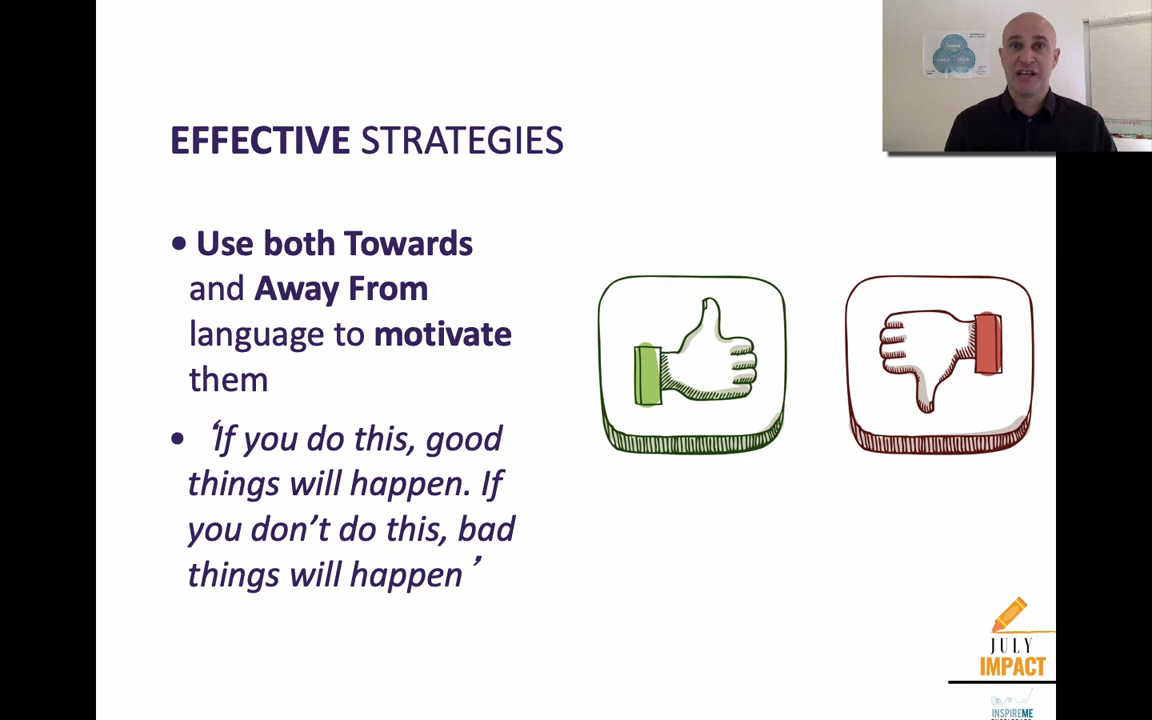 EFFECTIVE STRATEGIES
• Use both Towards
and Away From
language to motivate
them
• ‘If you do this, good
things will happen. If
you don’t do this, bad
things will happen’
JULY
IMPACT
INSPIREME